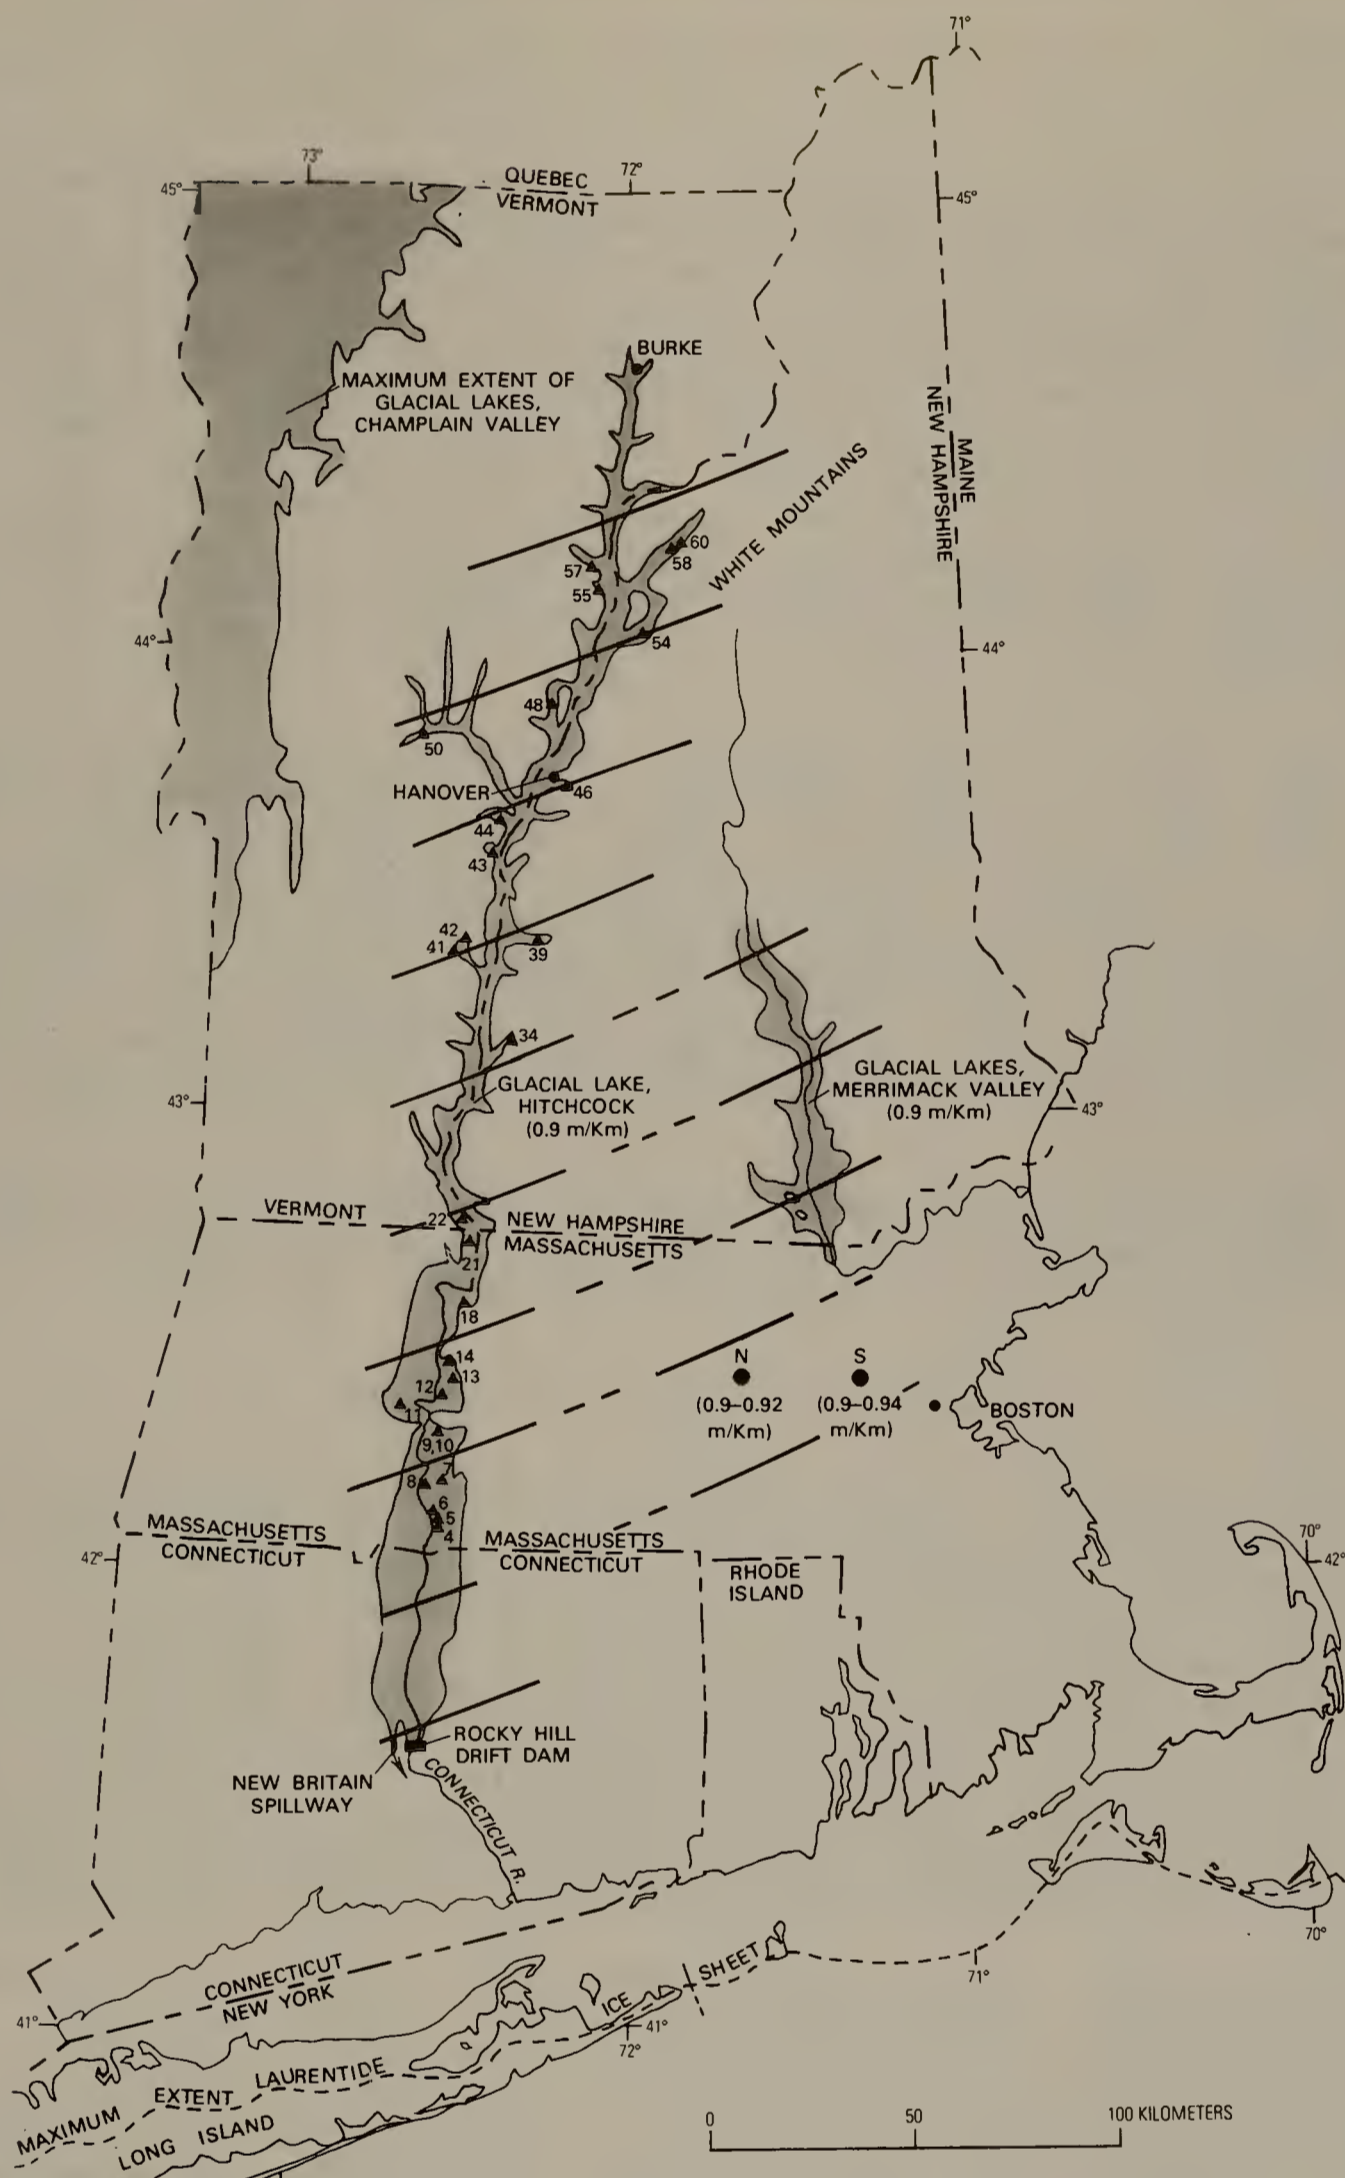 71°
73°
72°
45°
QUEBEC
VERMONT
45°
BURKE
MAXIMUM EXTENT OF
GLACIAL LAKES,
CHAMPLAIN VALLEY
MAINE
NEW HAMPSHIRE
WHITE MOUNTAINS
60
58
57
55
54
44°
44°
48
50
HANOVER
46
44
43
42
41
39
34
GLACIAL LAKE,
HITCHCOCK
(0.9 m/Km)
GLACIAL LAKES,
MERRIMACK VALLEY
(0.9 m/Km)
43°
43°
VERMONT
22
NEW HAMPSHIRE
MASSACHUSETTS
21
18
14
13
12
11
9,10
N
S
(0.9–0.92
m/Km)
(0.9–0.94
m/Km)
BOSTON
8
7
6
5
4
MASSACHUSETTS
CONNECTICUT
MASSACHUSETTS
CONNECTICUT
42°
RHODE
ISLAND
70°
42°
ROCKY HILL
DRIFT DAM
NEW BRITAIN
SPILLWAY
CONNECTICUT R.
70°
71°
CONNECTICUT
NEW YORK
41°
41°
72°
MAXIMUM EXTENT LAURENTIDE ICE SHEET
LONG ISLAND
0 50 100 KILOMETERS